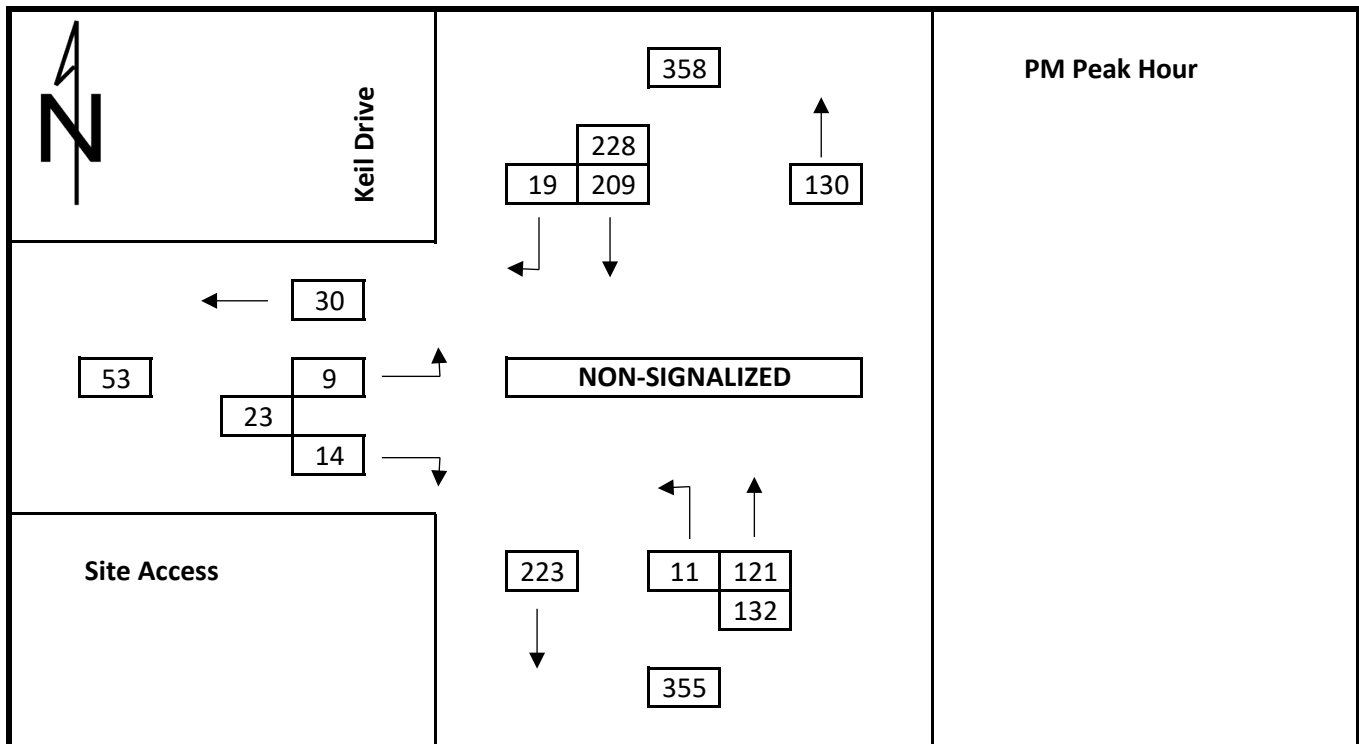 N
Keil Drive
358
PM Peak Hour
228
19 209
130
30
53
9
NON-SIGNALIZED
23
14
Site Access
223
11 121
132
355